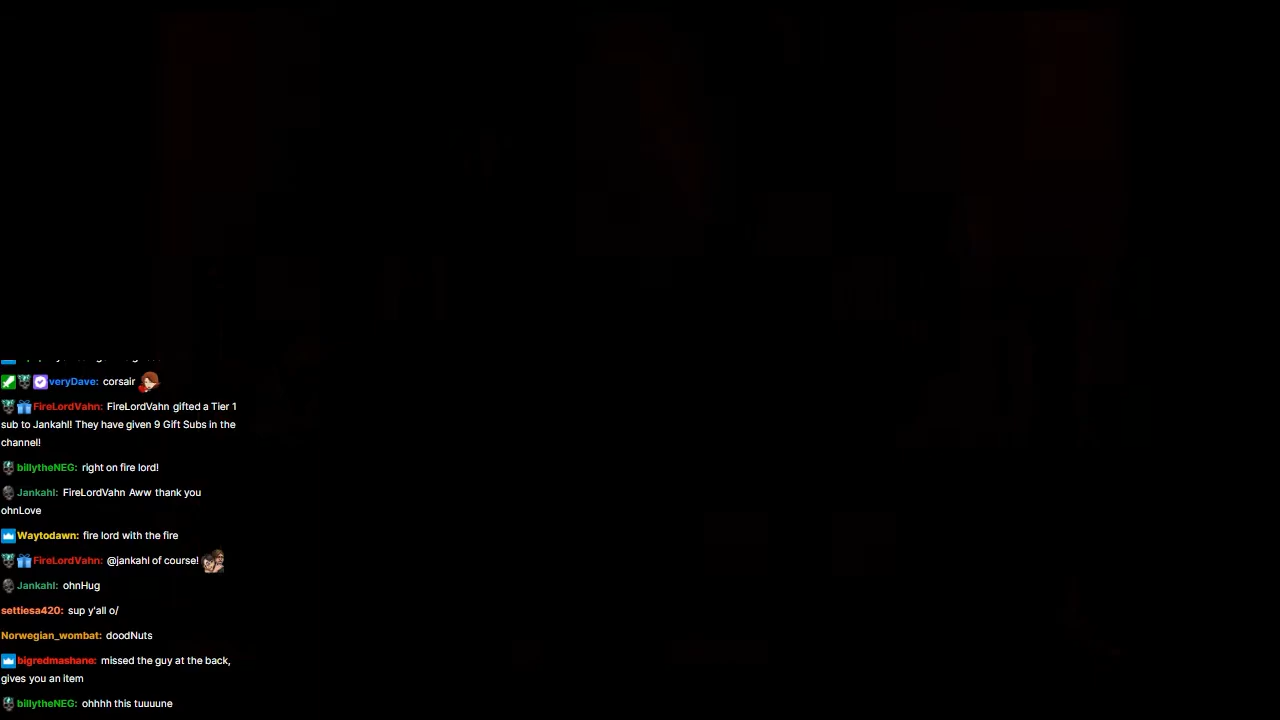 veryDave: corsair
FireLordVahn: FireLordVahn gifted a Tier 1
sub to Jankahl! They have given 9 Gift Subs in the
channel!
billytheNEG: right on fire lord!
Jankahl: FireLordVahn Aww thank you
ohnLove
Waytodawn: fire lord with the fire
FireLordVahn: @jankahl of course!
Jankahl: ohnHug
settiesa420: sup y'all o/
Norwegian_wombat: doodNuts
bigredmashane: missed the guy at the back,
gives you an item
billytheNEG: ohhhh this tuuuune